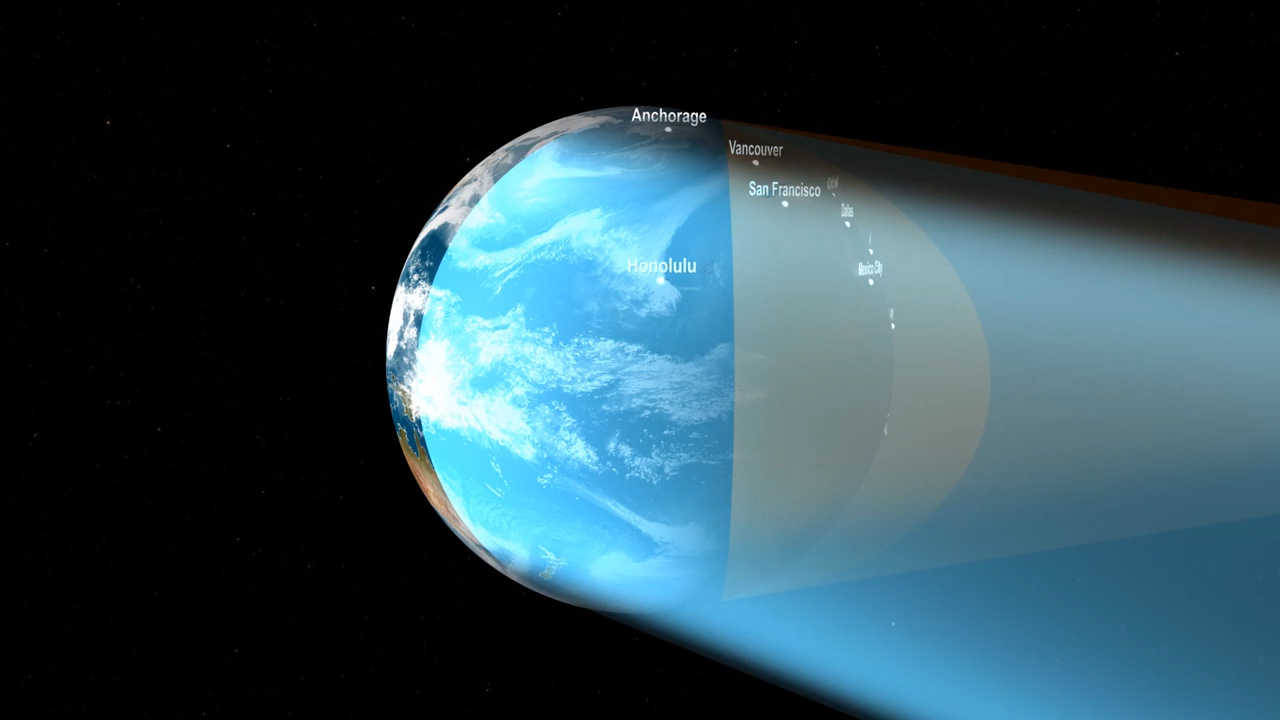 Anchorage
Vancouver
San Francisco
Dallas
Honolulu
Mexico City